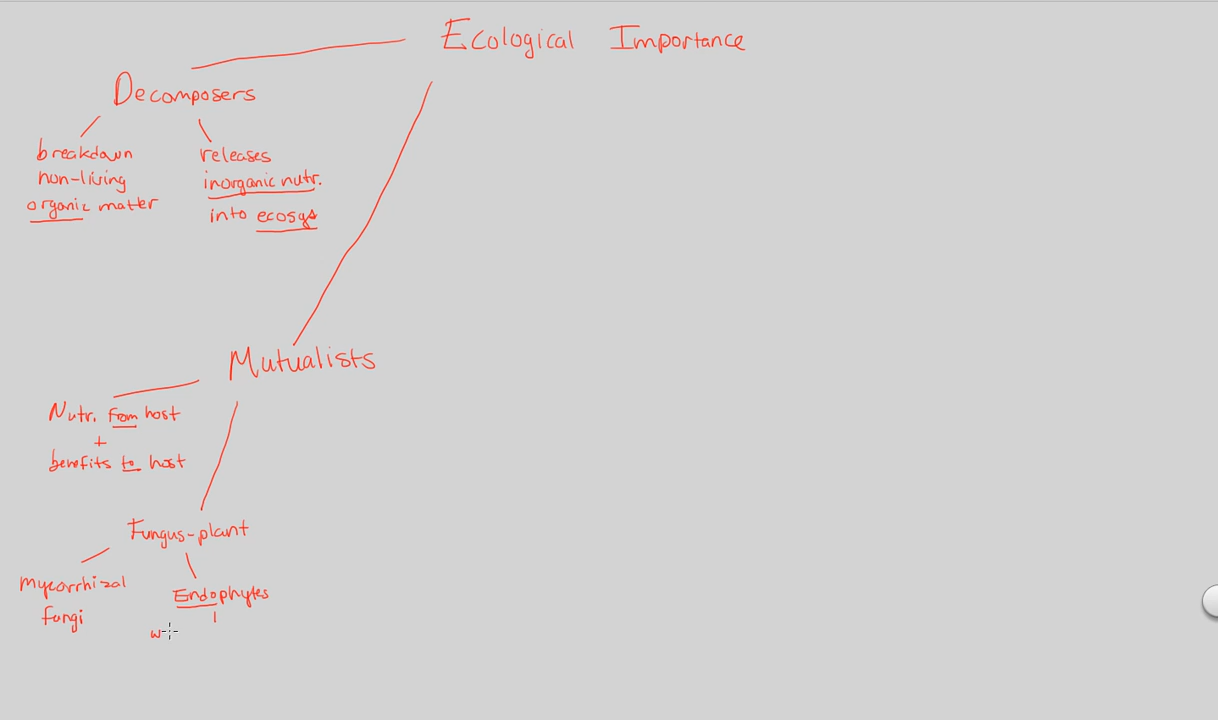 Ecological Importance
Decomposers
breakdown
non-living
organic matter
releases
inorganic nutr.
into ecosys
Mutualists
Nutr. from host
+
benefits to host
Fungus-plant
Mycorrhizal
fungi
Endophytes
w